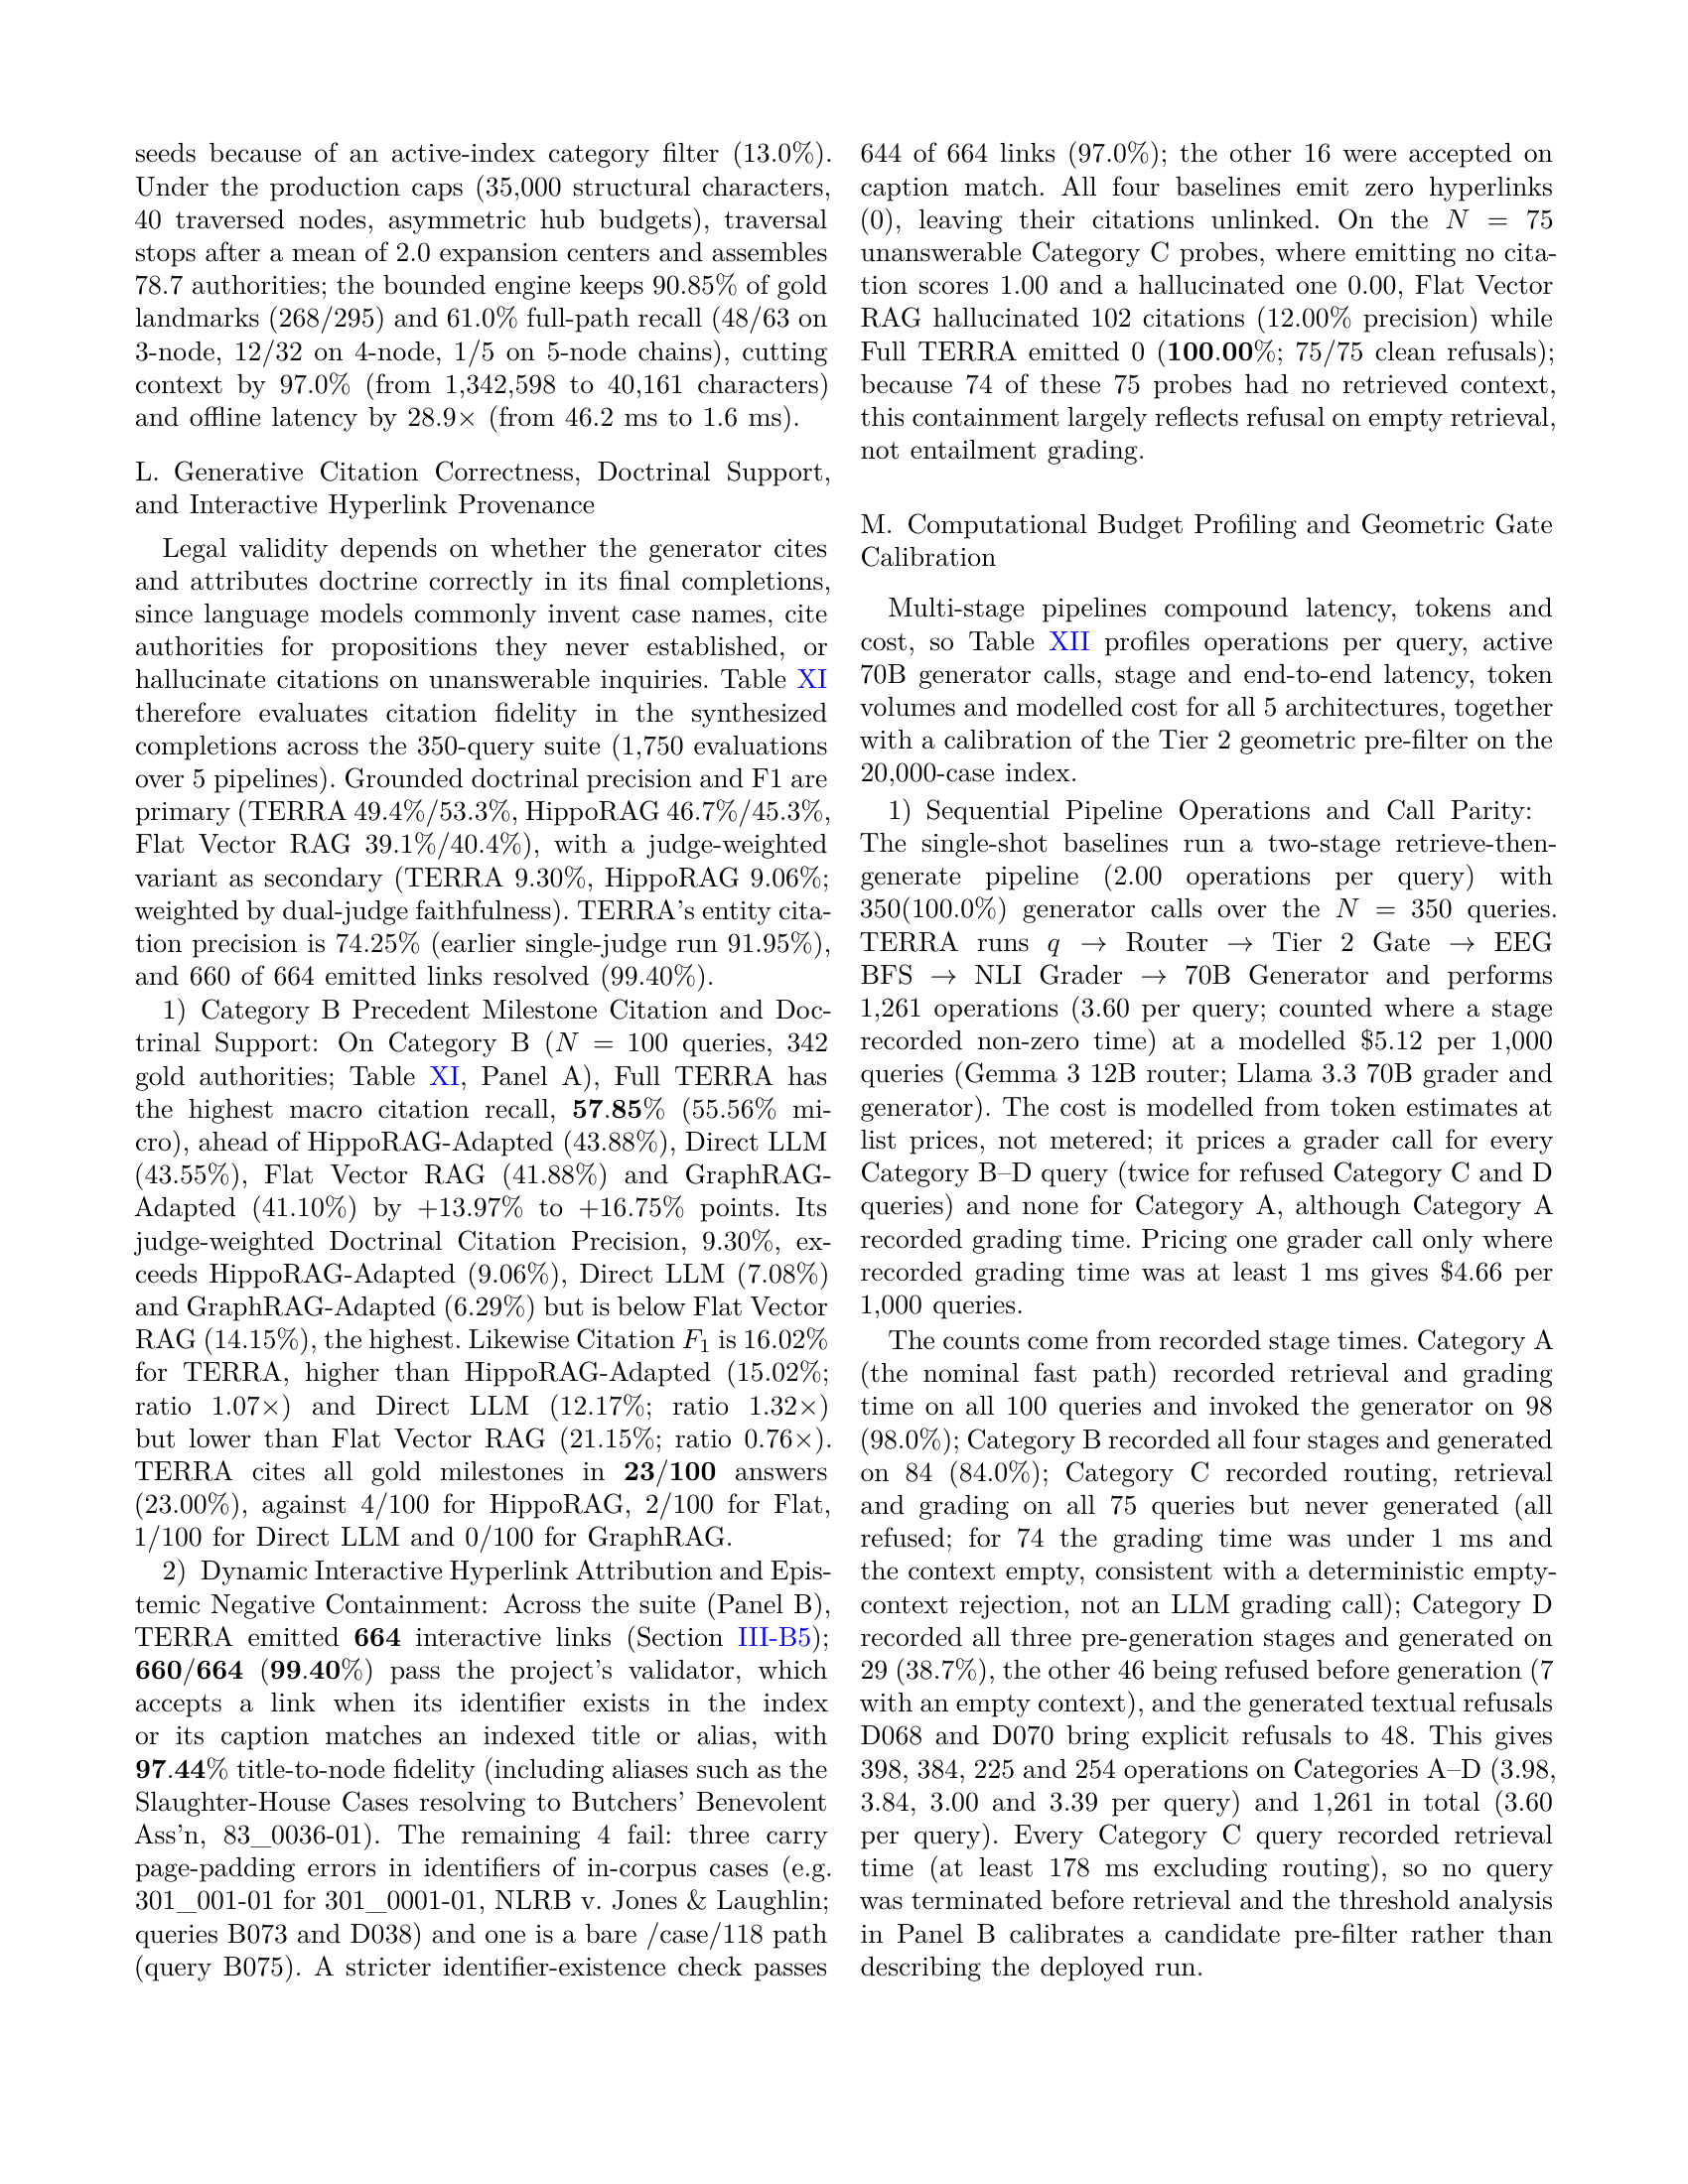 seeds because of an active-index category filter (13.0%).
Under the production caps (35,000 structural characters,
40 traversed nodes, asymmetric hub budgets), traversal
stops after a mean of 2.0 expansion centers and assembles
78.7 authorities; the bounded engine keeps 90.85% of gold
landmarks (268/295) and 61.0% full-path recall (48/63 on
3-node, 12/32 on 4-node, 1/5 on 5-node chains), cutting
context by 97.0% (from 1,342,598 to 40,161 characters)
and offline latency by 28.9× (from 46.2 ms to 1.6 ms).
L. Generative Citation Correctness, Doctrinal Support,
and Interactive Hyperlink Provenance
Legal validity depends on whether the generator cites
and attributes doctrine correctly in its final completions,
since language models commonly invent case names, cite
authorities for propositions they never established, or
hallucinate citations on unanswerable inquiries. Table XI
therefore evaluates citation fidelity in the synthesized
completions across the 350-query suite (1,750 evaluations
over 5 pipelines). Grounded doctrinal precision and F1 are
primary (TERRA 49.4%/53.3%, HippoRAG 46.7%/45.3%,
Flat Vector RAG 39.1%/40.4%), with a judge-weighted
variant as secondary (TERRA 9.30%, HippoRAG 9.06%;
weighted by dual-judge faithfulness). TERRA's entity cita-
tion precision is 74.25% (earlier single-judge run 91.95%),
and 660 of 664 emitted links resolved (99.40%).
1) Category B Precedent Milestone Citation and Doc-
trinal Support: On Category B (N = 100 queries, 342
gold authorities; Table XI, Panel A), Full TERRA has
the highest macro citation recall, 57.85% (55.56% mi-
cro), ahead of HippoRAG-Adapted (43.88%), Direct LLM
(43.55%), Flat Vector RAG (41.88%) and GraphRAG-
Adapted (41.10%) by +13.97% to +16.75% points. Its
judge-weighted Doctrinal Citation Precision, 9.30%, ex-
ceeds HippoRAG-Adapted (9.06%), Direct LLM (7.08%)
and GraphRAG-Adapted (6.29%) but is below Flat Vector
RAG (14.15%), the highest. Likewise Citation F1 is 16.02%
for TERRA, higher than HippoRAG-Adapted (15.02%;
ratio 1.07×) and Direct LLM (12.17%; ratio 1.32×)
but lower than Flat Vector RAG (21.15%; ratio 0.76×).
TERRA cites all gold milestones in 23/100 answers
(23.00%), against 4/100 for HippoRAG, 2/100 for Flat,
1/100 for Direct LLM and 0/100 for GraphRAG.
2) Dynamic Interactive Hyperlink Attribution and Epis-
temic Negative Containment: Across the suite (Panel B),
TERRA emitted 664 interactive links (Section III-B5);
660/664 (99.40%) pass the project's validator, which
accepts a link when its identifier exists in the index
or its caption matches an indexed title or alias, with
97.44% title-to-node fidelity (including aliases such as the
Slaughter-House Cases resolving to Butchers' Benevolent
Ass'n, 83_0036-01). The remaining 4 fail: three carry
page-padding errors in identifiers of in-corpus cases (e.g.
301_001-01 for 301_0001-01, NLRB v. Jones & Laughlin;
queries B073 and D038) and one is a bare /case/118 path
(query B075). A stricter identifier-existence check passes
644 of 664 links (97.0%); the other 16 were accepted on
caption match. All four baselines emit zero hyperlinks
(0), leaving their citations unlinked. On the N = 75
unanswerable Category C probes, where emitting no cita-
tion scores 1.00 and a hallucinated one 0.00, Flat Vector
RAG hallucinated 102 citations (12.00% precision) while
Full TERRA emitted 0 (100.00%; 75/75 clean refusals);
because 74 of these 75 probes had no retrieved context,
this containment largely reflects refusal on empty retrieval,
not entailment grading.
M. Computational Budget Profiling and Geometric Gate
Calibration
Multi-stage pipelines compound latency, tokens and
cost, so Table XII profiles operations per query, active
70B generator calls, stage and end-to-end latency, token
volumes and modelled cost for all 5 architectures, together
with a calibration of the Tier 2 geometric pre-filter on the
20,000-case index.
1) Sequential Pipeline Operations and Call Parity:
The single-shot baselines run a two-stage retrieve-then-
generate pipeline (2.00 operations per query) with
350(100.0%) generator calls over the N = 350 queries.
TERRA runs q → Router → Tier 2 Gate → EEG
BFS → NLI Grader → 70B Generator and performs
1,261 operations (3.60 per query; counted where a stage
recorded non-zero time) at a modelled $5.12 per 1,000
queries (Gemma 3 12B router; Llama 3.3 70B grader and
generator). The cost is modelled from token estimates at
list prices, not metered; it prices a grader call for every
Category B–D query (twice for refused Category C and D
queries) and none for Category A, although Category A
recorded grading time. Pricing one grader call only where
recorded grading time was at least 1 ms gives $4.66 per
1,000 queries.
The counts come from recorded stage times. Category A
(the nominal fast path) recorded retrieval and grading
time on all 100 queries and invoked the generator on 98
(98.0%); Category B recorded all four stages and generated
on 84 (84.0%); Category C recorded routing, retrieval
and grading on all 75 queries but never generated (all
refused; for 74 the grading time was under 1 ms and
the context empty, consistent with a deterministic empty-
context rejection, not an LLM grading call); Category D
recorded all three pre-generation stages and generated on
29 (38.7%), the other 46 being refused before generation (7
with an empty context), and the generated textual refusals
D068 and D070 bring explicit refusals to 48. This gives
398, 384, 225 and 254 operations on Categories A–D (3.98,
3.84, 3.00 and 3.39 per query) and 1,261 in total (3.60
per query). Every Category C query recorded retrieval
time (at least 178 ms excluding routing), so no query
was terminated before retrieval and the threshold analysis
in Panel B calibrates a candidate pre-filter rather than
describing the deployed run.